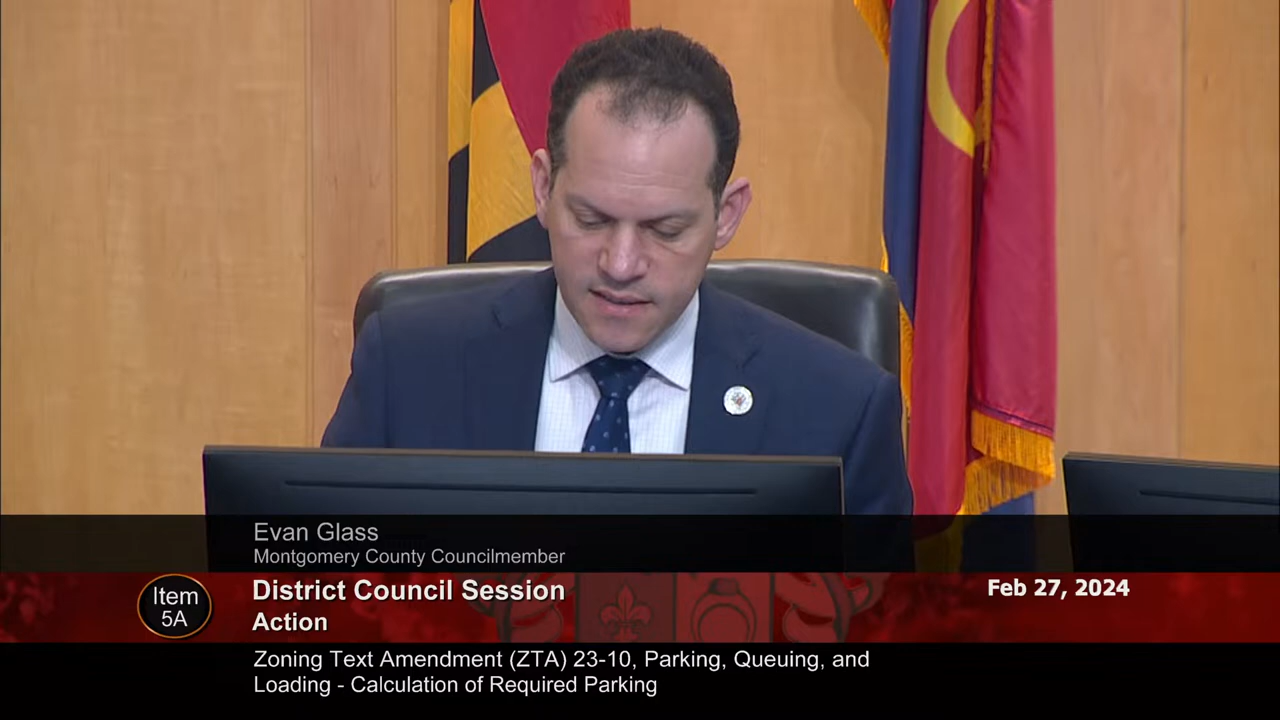 Evan Glass
Montgomery County Councilmember
Item
5A
District Council Session
Action
Feb 27, 2024
Zoning Text Amendment (ZTA) 23-10, Parking, Queuing, and
Loading - Calculation of Required Parking